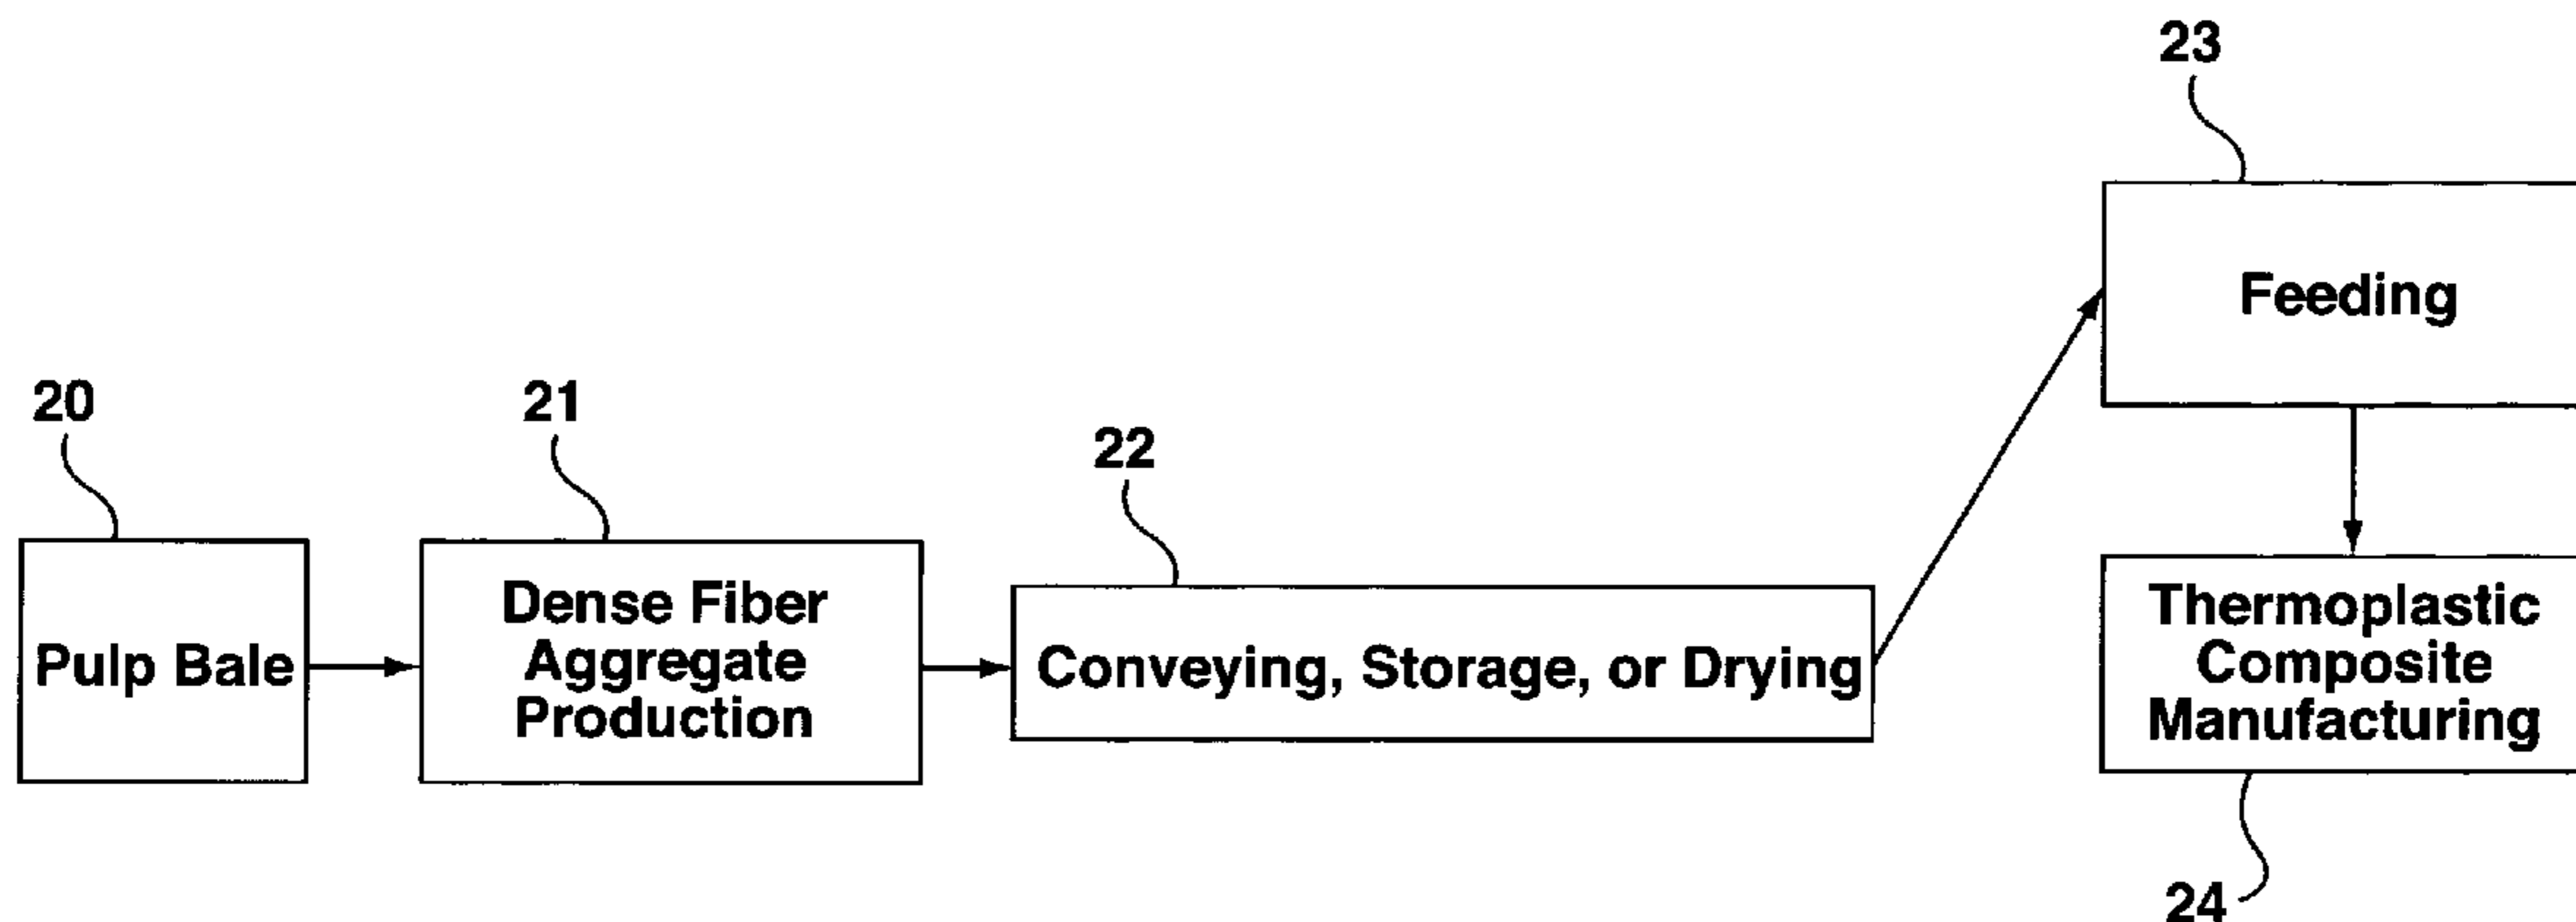 23
Feeding
20
21
22
Pulp Bale
Dense Fiber
Aggregate
Production
Conveying, Storage, or Drying
Thermoplastic
Composite
Manufacturing
24